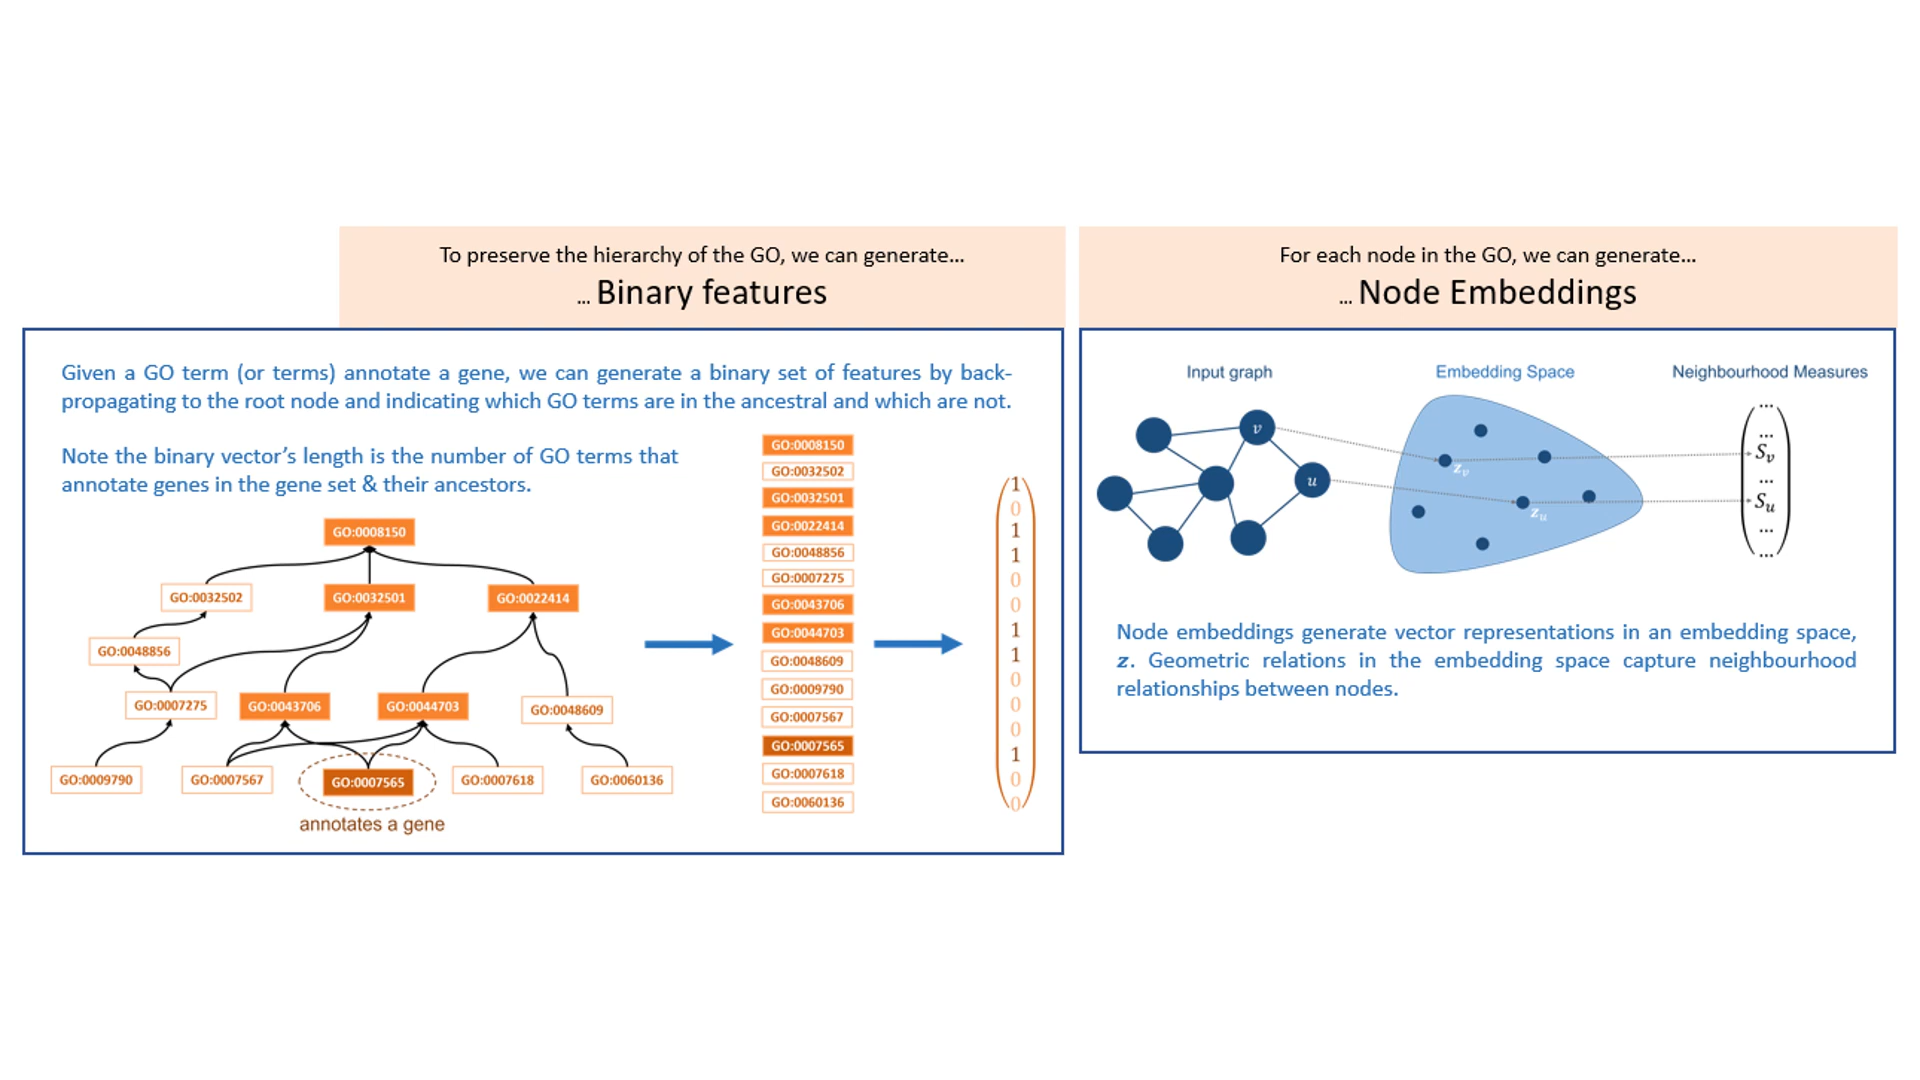 To preserve the hierarchy of the GO, we can generate...
... Binary features
Given a GO term (or terms) annotate a gene, we can generate a binary set of features by back-
propagating to the root node and indicating which GO terms are in the ancestral and which are not.
Note the binary vector's length is the number of GO terms that
annotate genes in the gene set & their ancestors.
GO:0008150
GO:0032502
GO:0032501
GO:0022414
GO:0048856
GO:0007275
GO:0043706
GO:0044703
GO:0048609
GO:0009790
GO:0007567
GO:0007565
GO:0007618
GO:0060136
annotates a gene
GO:0008150
GO:0032502
GO:0032501
GO:0022414
GO:0048856
GO:0007275
GO:0043706
GO:0044703
GO:0048609
GO:0009790
GO:0007567
GO:0007565
GO:0007618
GO:0060136
1
0
1
1
0
0
1
1
0
0
0
1
0
0
For each node in the GO, we can generate...
... Node Embeddings
Input graph
Embedding Space
Neighbourhood Measures
v
u
z_v
z_u
...
...
S_v
...
S_u
...
...
Node embeddings generate vector representations in an embedding space,
z. Geometric relations in the embedding space capture neighbourhood
relationships between nodes.